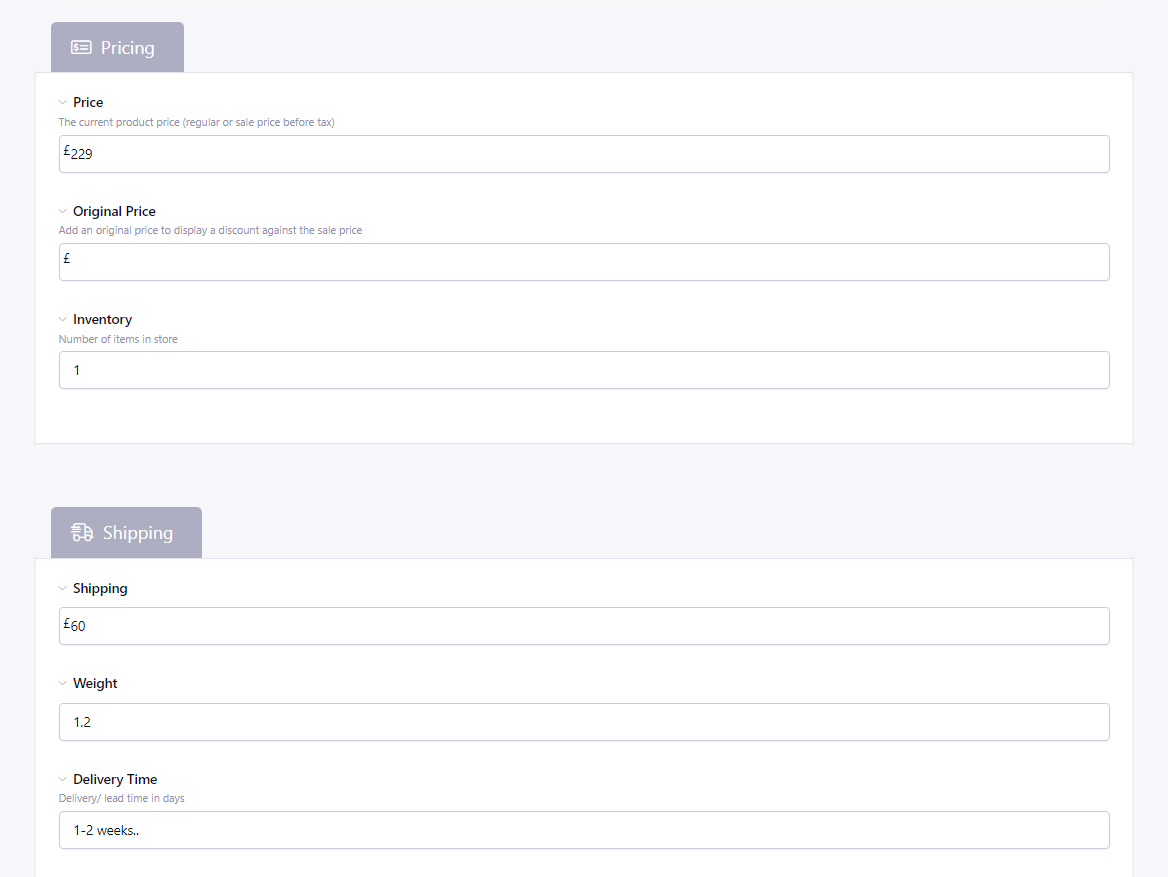 Pricing
Price
The current product price (regular or sale price before tax)
£229
Original Price
Add an original price to display a discount against the sale price
£
Inventory
Number of items in store
1
Shipping
Shipping
£60
Weight
1.2
Delivery Time
Delivery/ lead time in days
1-2 weeks..